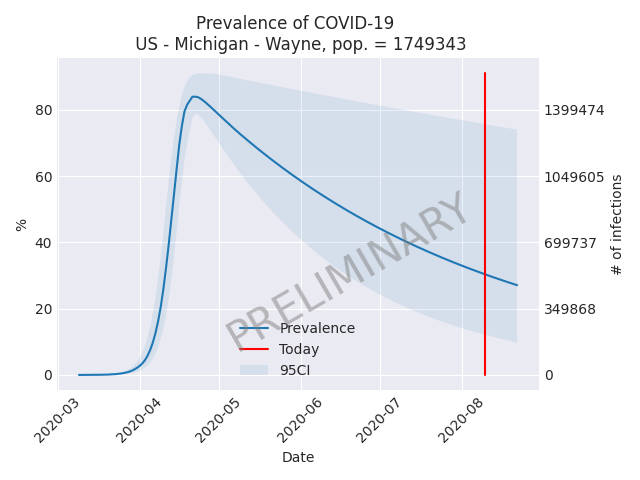 Prevalence of COVID-19
US - Michigan - Wayne, pop. = 1749343
%
80
60
40
20
0
1399474
1049605
699737
349868
0
# of infections
PRELIMINARY
Prevalence
Today
95CI
2020-03
2020-04
2020-05
2020-06
2020-07
2020-08
Date